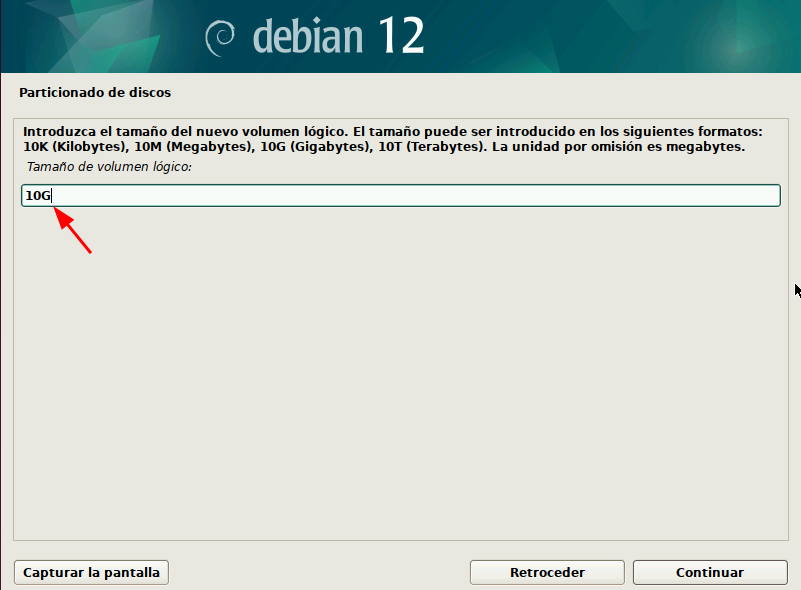 debian 12
Particionado de discos
Introduzca el tamaño del nuevo volumen lógico. El tamaño puede ser introducido en los siguientes formatos:
10K (Kilobytes), 10M (Megabytes), 10G (Gigabytes), 10T (Terabytes). La unidad por omisión es megabytes.
Tamaño de volumen lógico:
10G
Capturar la pantalla
Retroceder
Continuar